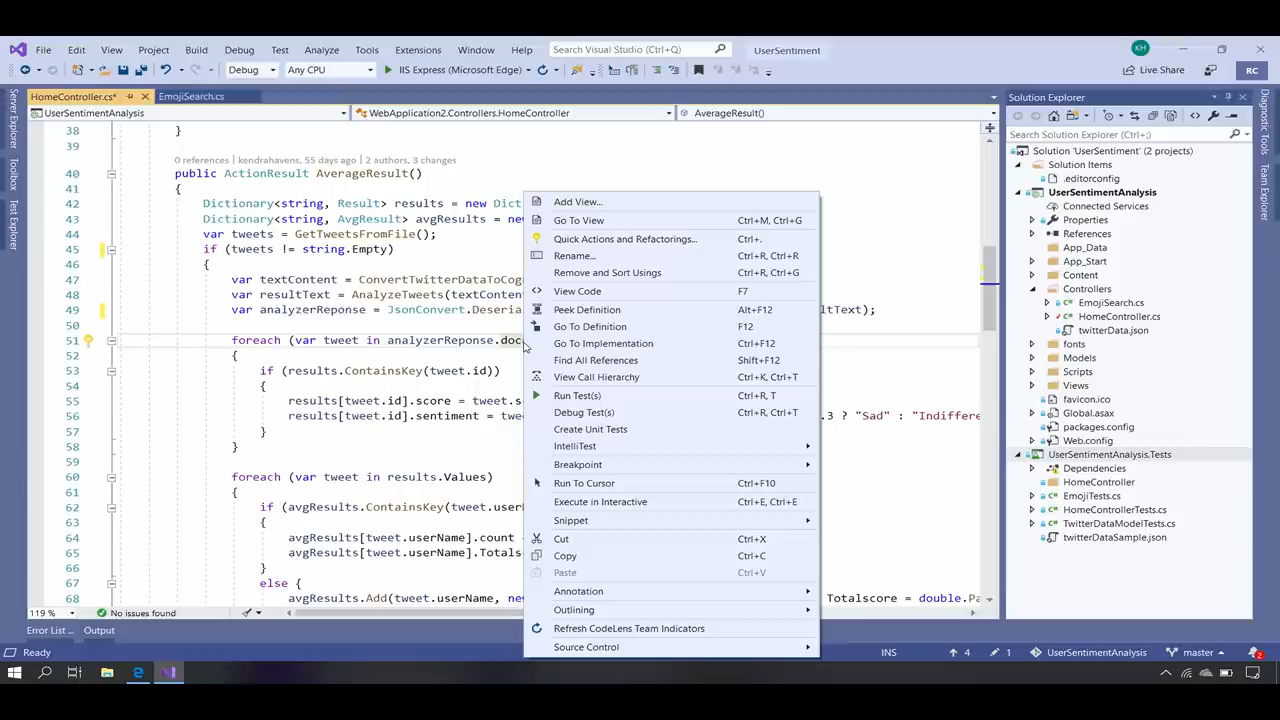 File Edit View Project Build Debug Test Analyze Tools Extensions Window Help Search Visual Studio (Ctrl+Q) UserSentiment KH
Debug Any CPU IIS Express (Microsoft Edge) Live Share RC
HomeController.cs* EmojiSearch.cs
UserSentimentAnalysis WebApplication2.Controllers.HomeController AverageResult()
Server Explorer
Toolbox
Test Explorer
38 }
39
0 references | kendrahavens, 55 days ago | 2 authors, 3 changes
40 public ActionResult AverageResult()
41 {
42 Dictionary<string, Result> results = new Dict
43 Dictionary<string, AvgResult> avgResults = new
44 var tweets = GetTweetsFromFile();
45 if (tweets != string.Empty)
46 {
47 var textContent = ConvertTwitterDataToCog
48 var resultText = AnalyzeTweets(textConten
49 var analyzerReponse = JsonConvert.Deseria ltText);
50
51 foreach (var tweet in analyzerReponse.doc
52 {
53 if (results.ContainsKey(tweet.id))
54 {
55 results[tweet.id].score = tweet.s
56 results[tweet.id].sentiment = twe .3 ? "Sad" : "Indiffere
57 }
58 }
59
60 foreach (var tweet in results.Values)
61 {
62 if (avgResults.ContainsKey(tweet.user
63 {
64 avgResults[tweet.userName].count
65 avgResults[tweet.userName].Totals
66 }
67 else {
68 avgResults.Add(tweet.userName, new Totalscore = double.Pa
Add View...
Go To View Ctrl+M, Ctrl+G
Quick Actions and Refactorings... Ctrl+.
Rename... Ctrl+R, Ctrl+R
Remove and Sort Usings Ctrl+R, Ctrl+G
View Code F7
Peek Definition Alt+F12
Go To Definition F12
Go To Implementation Ctrl+F12
Find All References Shift+F12
View Call Hierarchy Ctrl+K, Ctrl+T
Run Test(s) Ctrl+R, T
Debug Test(s) Ctrl+R, Ctrl+T
Create Unit Tests
IntelliTest
Breakpoint
Run To Cursor Ctrl+F10
Execute in Interactive Ctrl+E, Ctrl+E
Snippet
Cut Ctrl+X
Copy Ctrl+C
Paste Ctrl+V
Annotation
Outlining
Refresh CodeLens Team Indicators
Source Control
Solution Explorer
Search Solution Explorer (Ctrl+;)
Solution 'UserSentiment' (2 projects)
Solution Items
.editorconfig
UserSentimentAnalysis
Connected Services
Properties
References
App_Data
App_Start
Content
Controllers
EmojiSearch.cs
HomeController.cs
twitterData.json
fonts
Models
Scripts
Views
favicon.ico
Global.asax
packages.config
Web.config
UserSentimentAnalysis.Tests
Dependencies
HomeController
EmojiTests.cs
HomeControllerTests.cs
TwitterDataModelTests.cs
twitterDataSample.json
Diagnostic Tools
Team Explorer
119 % No issues found
Error List ... Output
Ready INS 4 1 UserSentimentAnalysis master 2